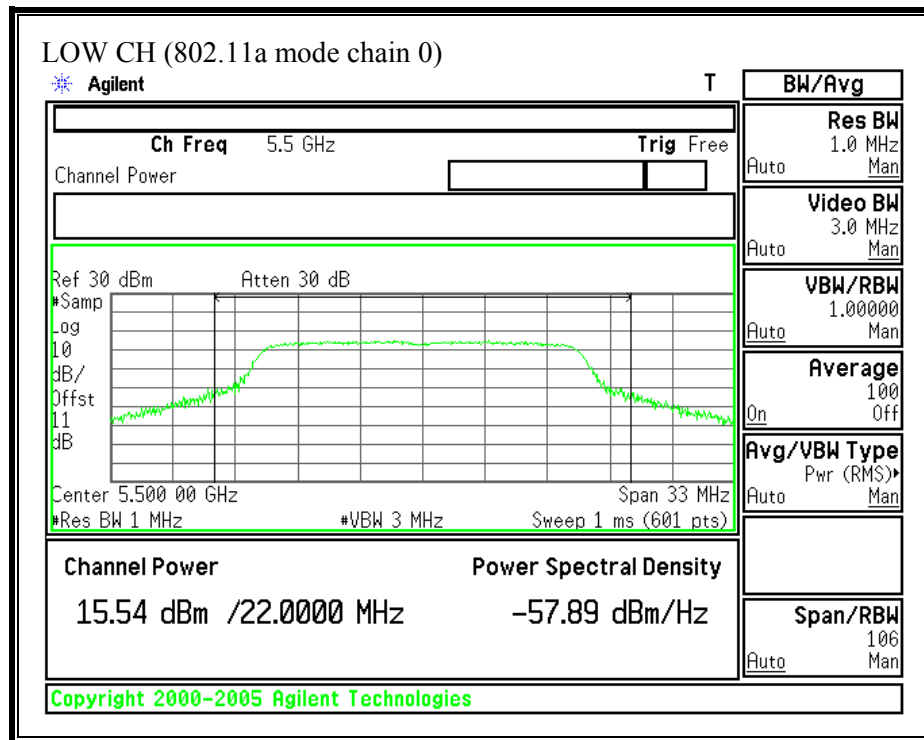 LOW CH (802.11a mode chain 0)
Agilent
T
Ch Freq 5.5 GHz
Trig Free
Channel Power
Ref 30 dBm
Atten 30 dB
#Samp
Log
10
dB/
Offst
11
dB
Center 5.500 00 GHz
Span 33 MHz
#Res BW 1 MHz
#VBW 3 MHz
Sweep 1 ms (601 pts)
Channel Power
15.54 dBm /22.0000 MHz
Power Spectral Density
-57.89 dBm/Hz
BW/Avg
Res BW
1.0 MHz
Auto Man
Video BW
3.0 MHz
Auto Man
VBW/RBW
1.00000
Auto Man
Average
100
On Off
Avg/VBW Type
Pwr (RMS)▸
Auto Man
Span/RBW
106
Auto Man
Copyright 2000-2005 Agilent Technologies